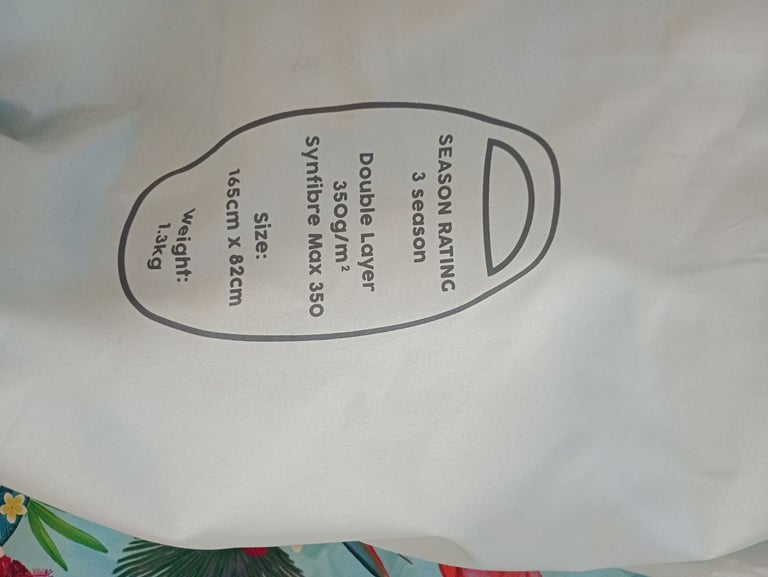 SEASON RATING
3 season
Double Layer
350g/m²
Synfibre Max 350
Size:
165cm X 82cm
Weight:
1.3kg